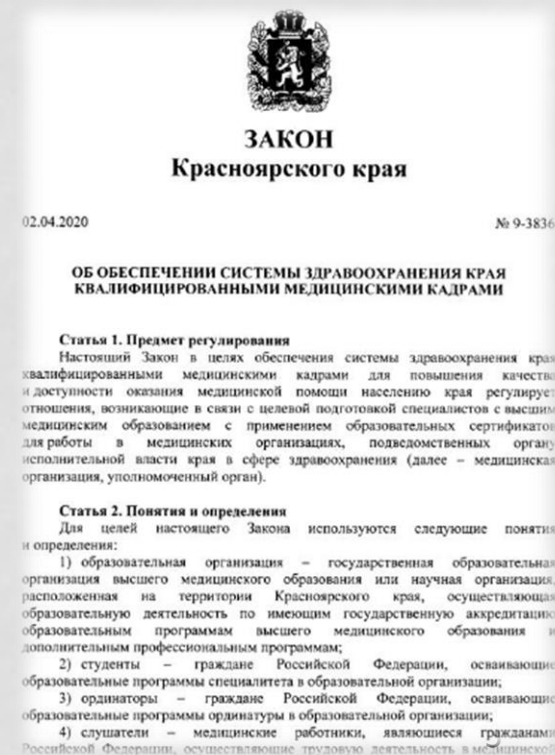 ЗАКОН
Красноярского края
02.04.2020 № 9-3836
ОБ ОБЕСПЕЧЕНИИ СИСТЕМЫ ЗДРАВООХРАНЕНИЯ КРАЯ
КВАЛИФИЦИРОВАННЫМИ МЕДИЦИНСКИМИ КАДРАМИ
Статья 1. Предмет регулирования
Настоящий Закон в целях обеспечения системы здравоохранения края
квалифицированными медицинскими кадрами для повышения качества
и доступности оказания медицинской помощи населению края регулирует
отношения, возникающие в связи с целевой подготовкой специалистов с высшим
медицинским образованием с применением образовательных сертификатов
для работы в медицинских организациях, подведомственных органу
исполнительной власти края в сфере здравоохранения (далее – медицинская
организация, уполномоченный орган).
Статья 2. Понятия и определения
Для целей настоящего Закона используются следующие понятия
и определения:
1) образовательная организация – государственная образовательная
организация высшего медицинского образования или научная организация,
расположенная на территории Красноярского края, осуществляющая
образовательную деятельность по имеющим государственную аккредитацию
образовательным программам высшего медицинского образования и
дополнительным профессиональным программам;
2) студенты – граждане Российской Федерации, осваивающие
образовательные программы специалитета в образовательной организации;
3) ординаторы – граждане Российской Федерации, осваивающие
образовательные программы ординатуры в образовательной организации;
4) слушатели – медицинские работники, являющиеся гражданами
Российской Федерации, осуществляющие трудовую деятельность в медицинской